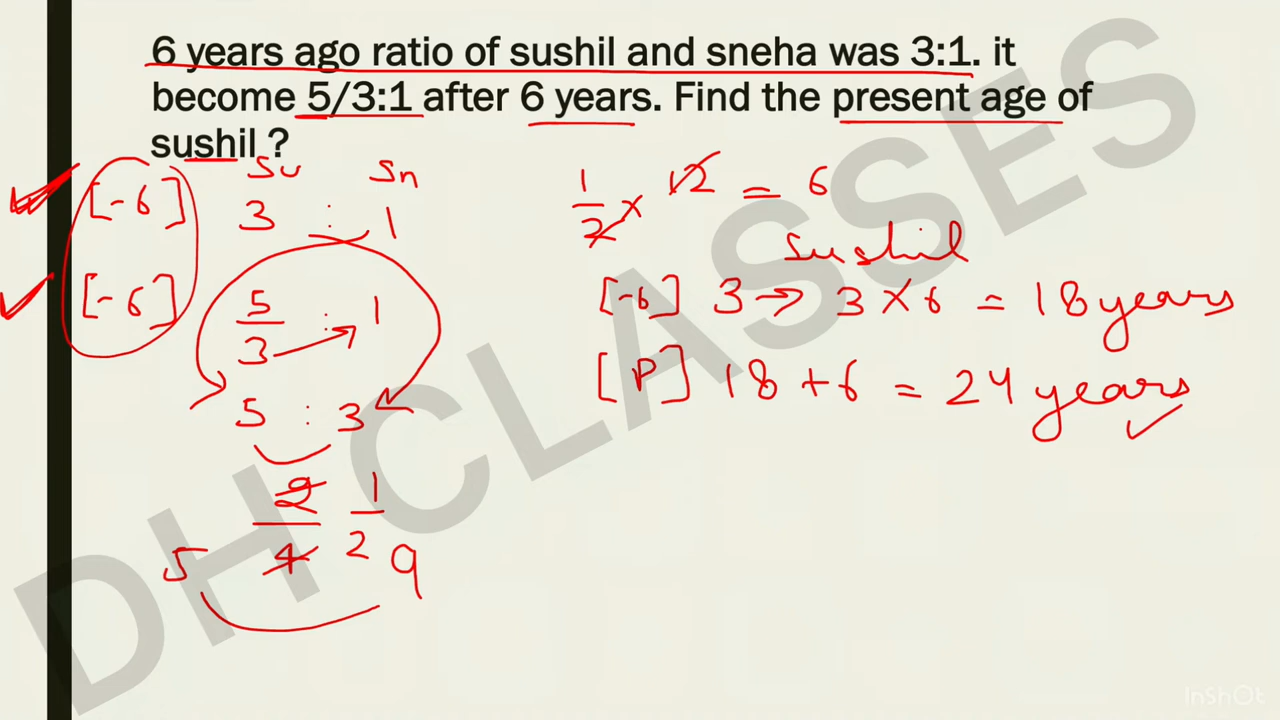 6 years ago ratio of sushil and sneha was 3:1. it
become 5/3:1 after 6 years. Find the present age of
sushil ?
Su Sn
[-6] 3 : 1
[-6] 5/3 : 1
5 : 3
2/4 1/2
5 9
1/2 × 12 = 6
Sushil
[-6] 3 → 3 × 6 = 18 years
[P] 18 + 6 = 24 years
DH CLASSES
InShOt